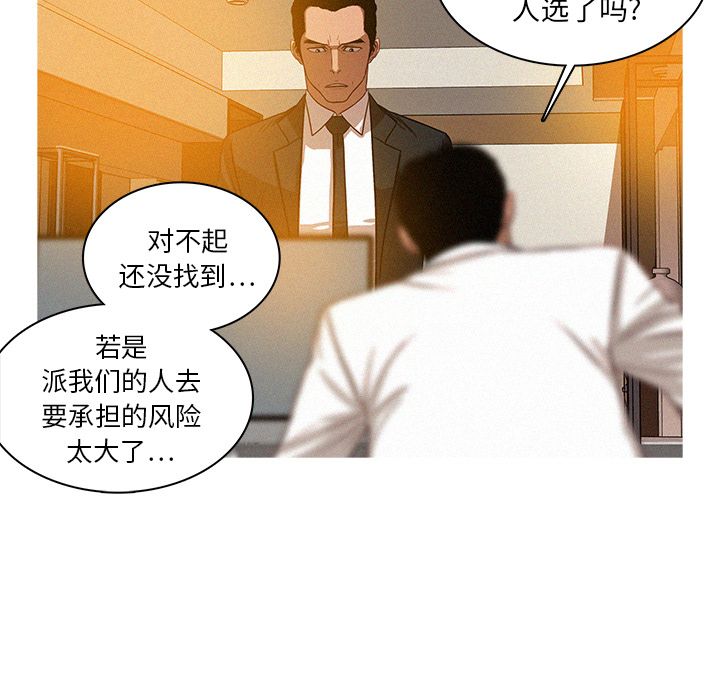 人选了吗?
对不起
还没找到...
若是
派我们的人去
要承担的风险
太大了...